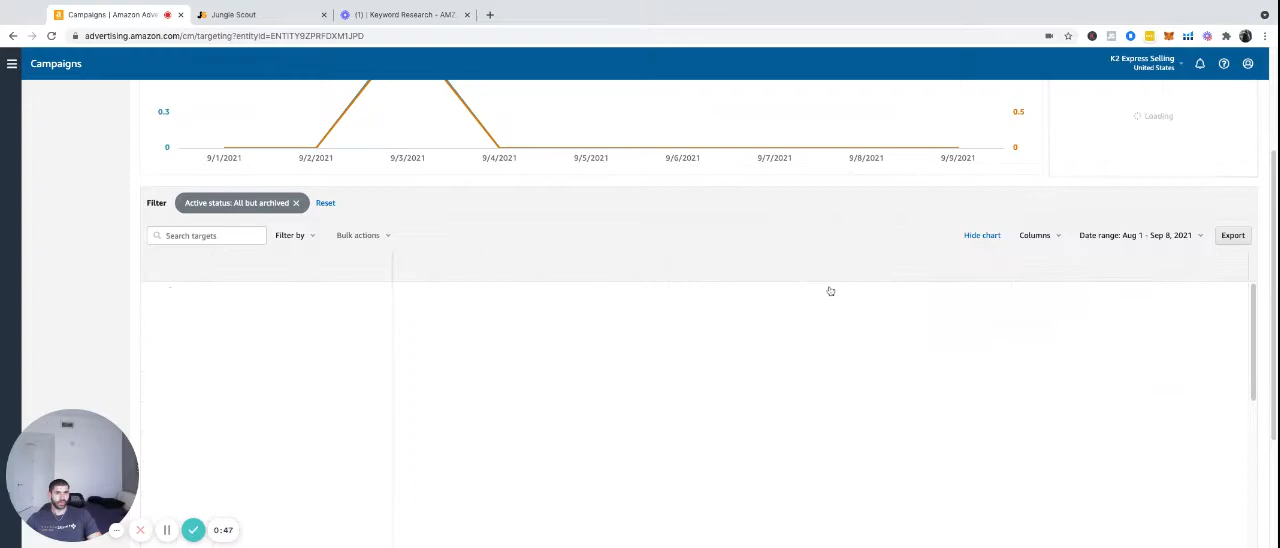 Campaigns | Amazon Adve
Jungle Scout
(1) | Keyword Research - AMZ
advertising.amazon.com/cm/targeting?entityId=ENTITY9ZPRFDXM1JPD
Campaigns
K2 Express Selling
United States
0.3
0.5
Loading
0
0
9/1/2021
9/2/2021
9/3/2021
9/4/2021
9/5/2021
9/6/2021
9/7/2021
9/8/2021
9/9/2021
Filter
Active status: All but archived
Reset
Search targets
Filter by
Bulk actions
Hide chart
Columns
Date range: Aug 1 - Sep 8, 2021
Export
0:47